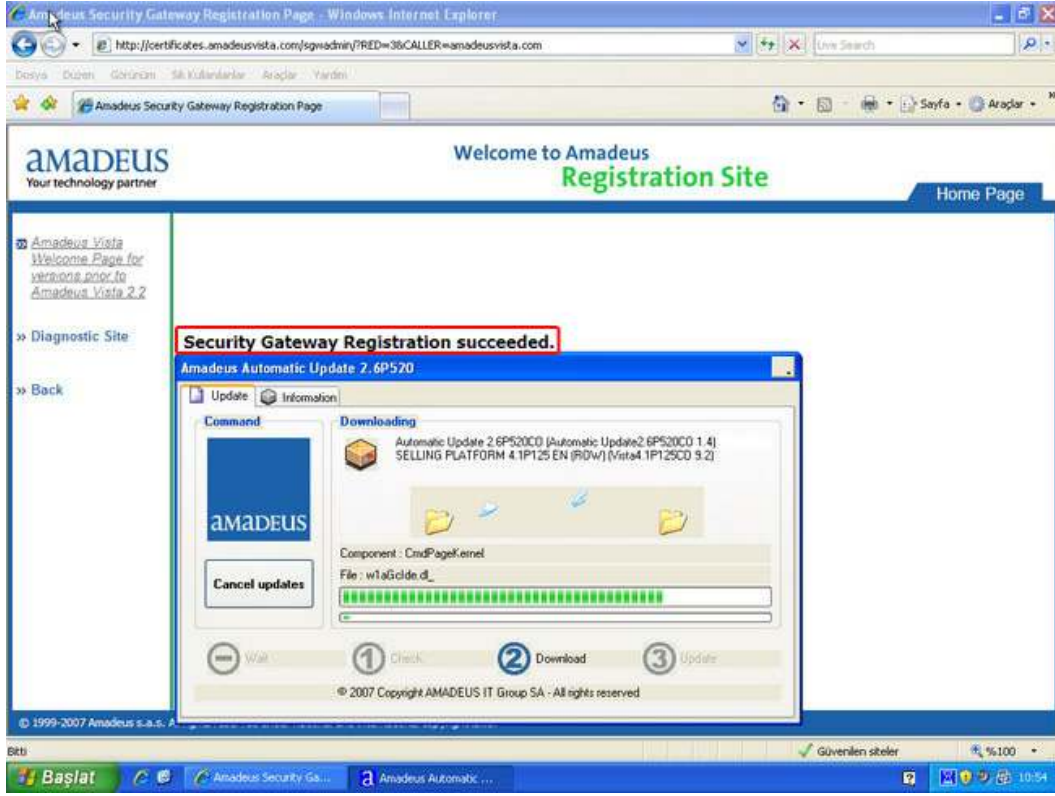 Amadeus Security Gateway Registration Page - Windows Internet Explorer
http://certificates.amadeusvista.com/sgwadmin/?RED=3&CALLER=amadeusvista.com
Live Search
Dosya Düzen Görünüm Sık Kullanılanlar Araçlar Yardım
Amadeus Security Gateway Registration Page
Sayfa Araçlar
amadeus
Your technology partner
Welcome to Amadeus
Registration Site
Home Page
Amadeus Vista
Welcome Page for
versions prior to
Amadeus Vista 2.2
» Diagnostic Site
» Back
Security Gateway Registration succeeded.
Amadeus Automatic Update 2.6P520
Update Information
Command
Downloading
Automatic Update 2.6P520CO (Automatic Update2.6P520CO 1.4)
SELLING PLATFORM 4.1P125 EN (ROW) (Vista4.1P125CO 9.2)
amadeus
Component : CmdPageKernel
File : w1aGcIde.dl_
Cancel updates
Wait
1 Check
2 Download
3 Update
© 2007 Copyright AMADEUS IT Group SA - All rights reserved
© 1999-2007 Amadeus s.a.s.
Bitti
Güvenilen siteler
%100
Başlat
Amadeus Security Ga...
Amadeus Automatic ...
10:54